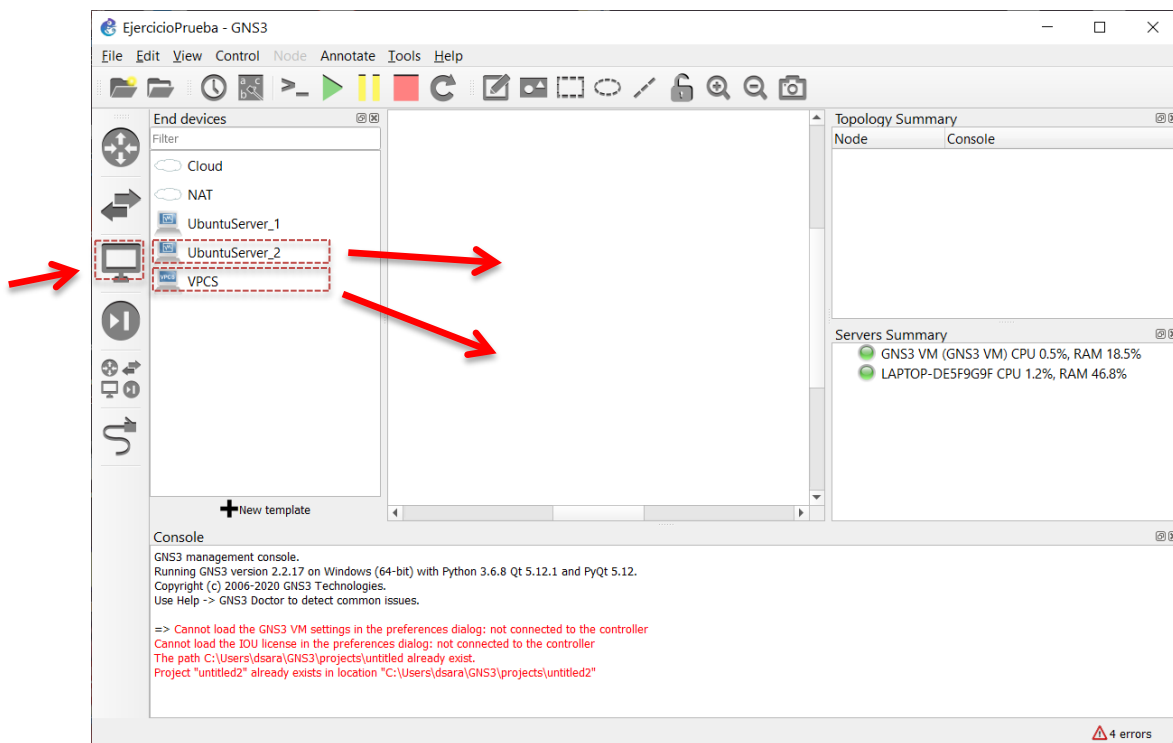 EjercicioPrueba - GNS3
File Edit View Control Node Annotate Tools Help
End devices
Filter
Cloud
NAT
UbuntuServer_1
UbuntuServer_2
VPCS
New template
Topology Summary
Node Console
Servers Summary
GNS3 VM (GNS3 VM) CPU 0.5%, RAM 18.5%
LAPTOP-DE5F9G9F CPU 1.2%, RAM 46.8%
Console
GNS3 management console.
Running GNS3 version 2.2.17 on Windows (64-bit) with Python 3.6.8 Qt 5.12.1 and PyQt 5.12.
Copyright (c) 2006-2020 GNS3 Technologies.
Use Help -> GNS3 Doctor to detect common issues.
=> Cannot load the GNS3 VM settings in the preferences dialog: not connected to the controller
Cannot load the IOU license in the preferences dialog: not connected to the controller
The path C:\Users\dsara\GNS3\projects\untitled already exist.
Project "untitled2" already exists in location "C:\Users\dsara\GNS3\projects\untitled2"
4 errors